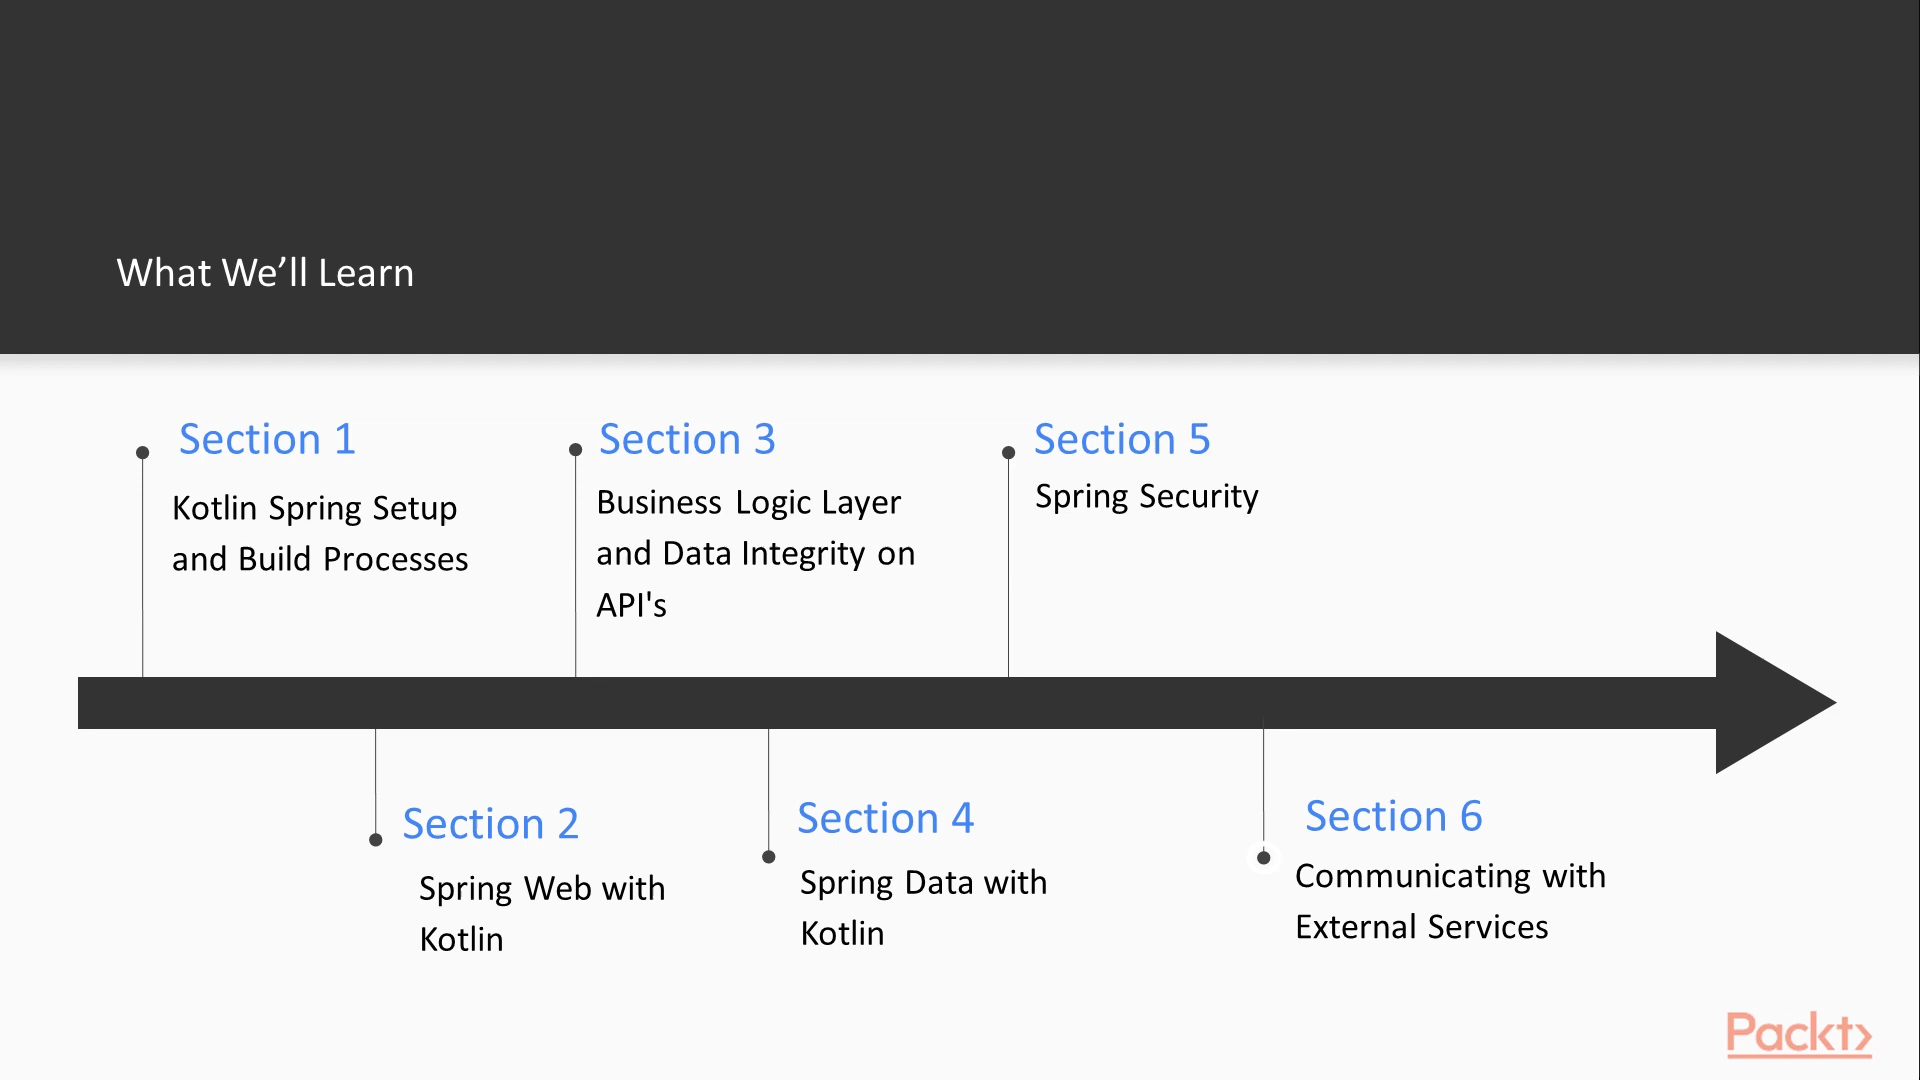 What We’ll Learn
Section 1
Kotlin Spring Setup
and Build Processes
Section 3
Business Logic Layer
and Data Integrity on
API's
Section 5
Spring Security
Section 2
Spring Web with
Kotlin
Section 4
Spring Data with
Kotlin
Section 6
Communicating with
External Services
Packt